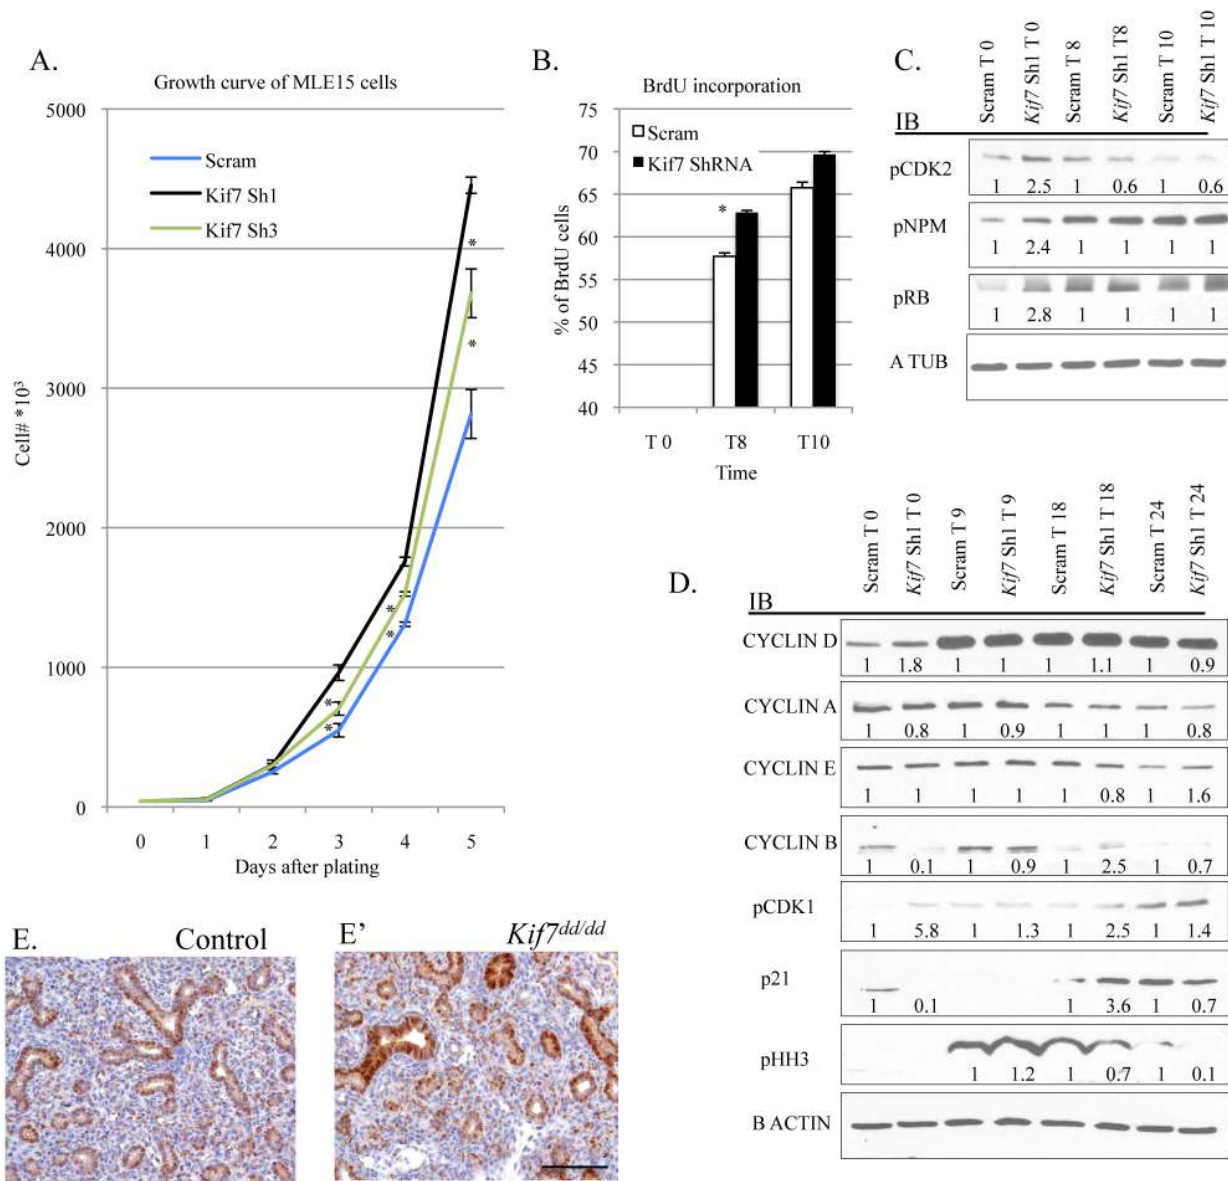 A.
Growth curve of MLE15 cells
5000
4000
3000
2000
1000
0
Cell# *10³
Scram
Kif7 Sh1
Kif7 Sh3
*
*
*
*
*
*
0 1 2 3 4 5
Days after plating
B.
BrdU incorporation
Scram
Kif7 ShRNA
*
75
70
65
60
55
50
45
40
% of BrdU cells
T 0 T8 T10
Time
C.
Scram T 0
Kif7 Sh1 T 0
Scram T 8
Kif7 Sh1 T8
Scram T 10
Kif7 Sh1 T 10
IB
pCDK2
1 2.5 1 0.6 1 0.6
pNPM
1 2.4 1 1 1 1
pRB
1 2.8 1 1 1 1
A TUB
D.
Scram T 0
Kif7 Sh1 T 0
Scram T 9
Kif7 Sh1 T 9
Scram T 18
Kif7 Sh1 T 18
Scram T 24
Kif7 Sh1 T 24
IB
CYCLIN D
1 1.8 1 1 1 1.1 1 0.9
CYCLIN A
1 0.8 1 0.9 1 1 1 0.8
CYCLIN E
1 1 1 1 1 0.8 1 1.6
CYCLIN B
1 0.1 1 0.9 1 2.5 1 0.7
pCDK1
1 5.8 1 1.3 1 2.5 1 1.4
p21
1 0.1 1 3.6 1 0.7
pHH3
1 1.2 1 0.7 1 0.1
B ACTIN
E. Control
E' Kif7dd/dd